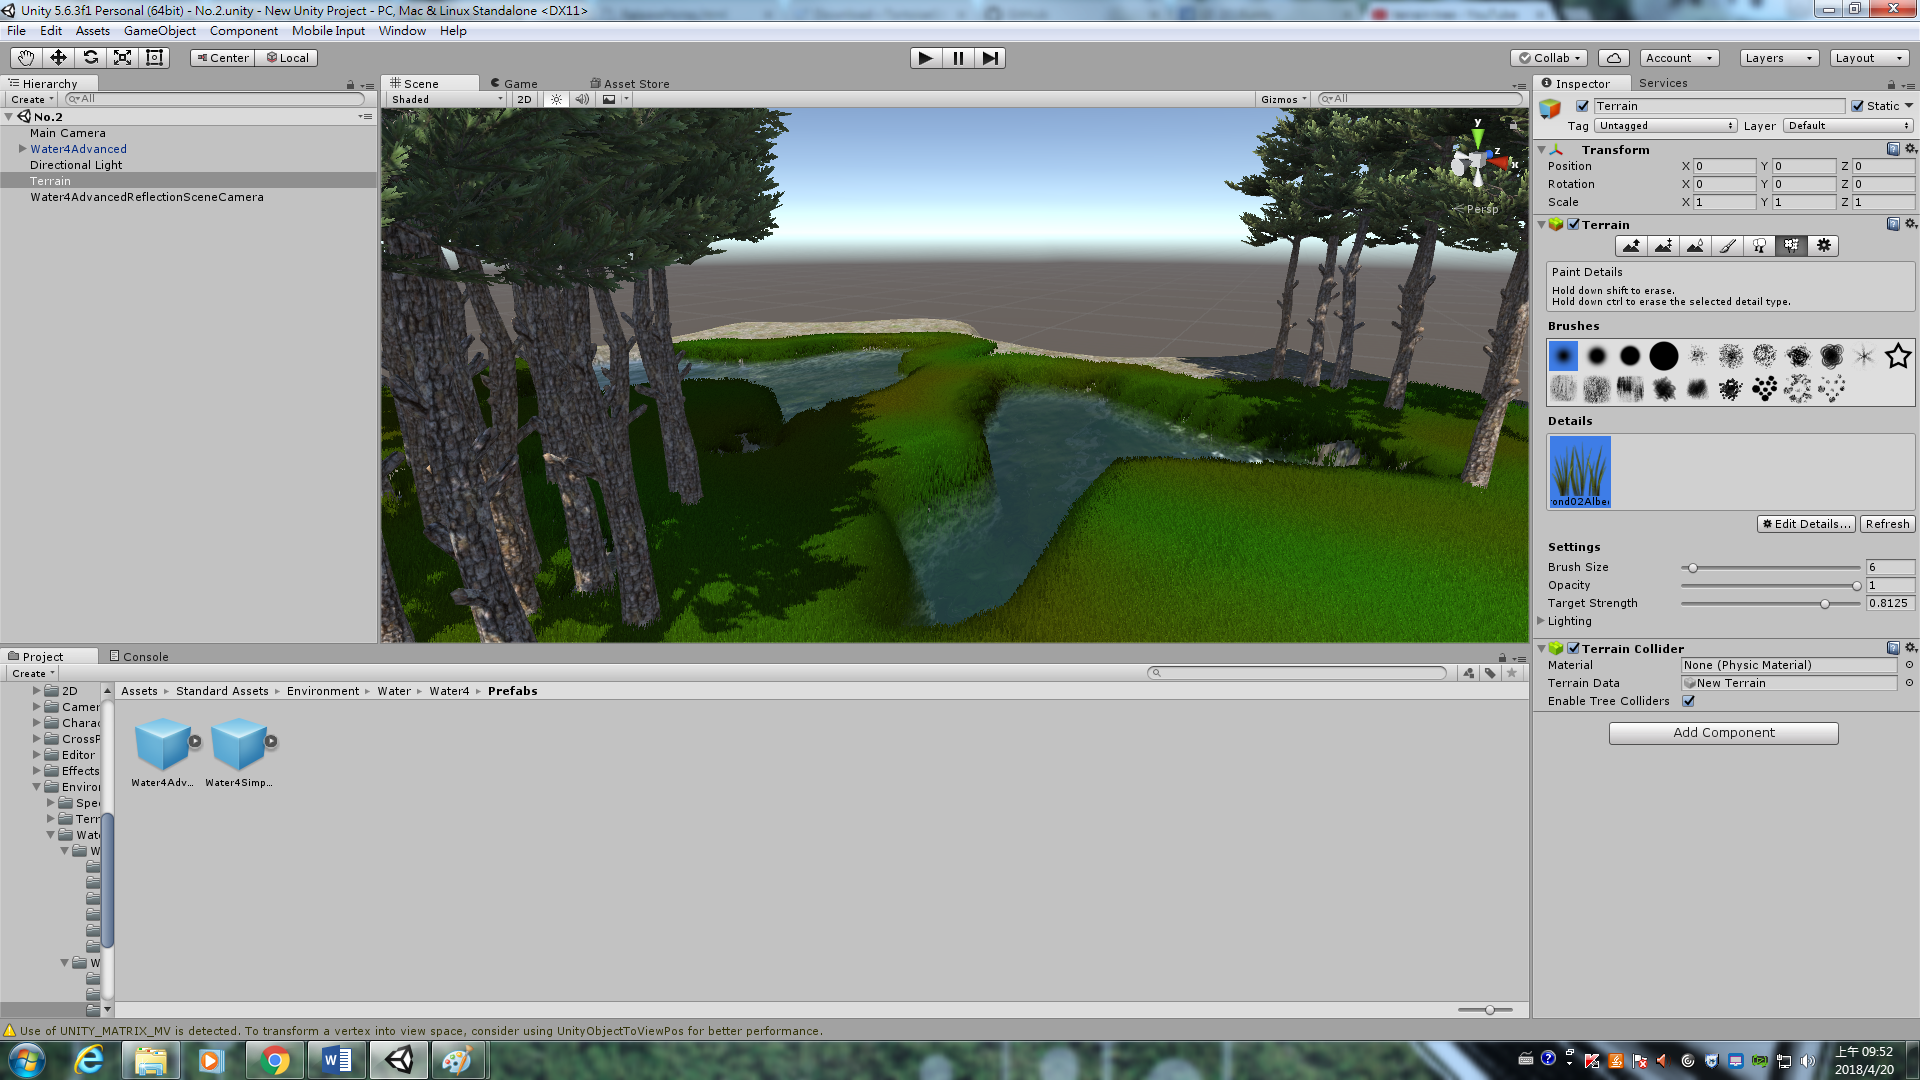 Unity 5.6.3f1 Personal (64bit) - No.2.unity - New Unity Project - PC, Mac & Linux Standalone <DX11>
File Edit Assets GameObject Component Mobile Input Window Help
Center Local
Collab Account Layers Layout
Hierarchy
Create All
No.2
Main Camera
Water4Advanced
Directional Light
Terrain
Water4AdvancedReflectionSceneCamera
Scene Game Asset Store
Shaded 2D Gizmos All
y
z
x
Persp
Inspector Services
Terrain Static
Tag Untagged Layer Default
Transform
Position X 0 Y 0 Z 0
Rotation X 0 Y 0 Z 0
Scale X 1 Y 1 Z 1
Terrain
Paint Details
Hold down shift to erase.
Hold down ctrl to erase the selected detail type.
Brushes
Details
rond02Albe
Edit Details... Refresh
Settings
Brush Size 6
Opacity 1
Target Strength 0.8125
Lighting
Terrain Collider
Material None (Physic Material)
Terrain Data New Terrain
Enable Tree Colliders
Add Component
Project Console
Create
2D
Camer
Charac
CrossP
Editor
Effects
Enviro
Spe
Terr
Wate
W
W
Assets Standard Assets Environment Water Water4 Prefabs
Water4Adv... Water4Simp...
Use of UNITY_MATRIX_MV is detected. To transform a vertex into view space, consider using UnityObjectToViewPos for better performance.
上午 09:52
2018/4/20